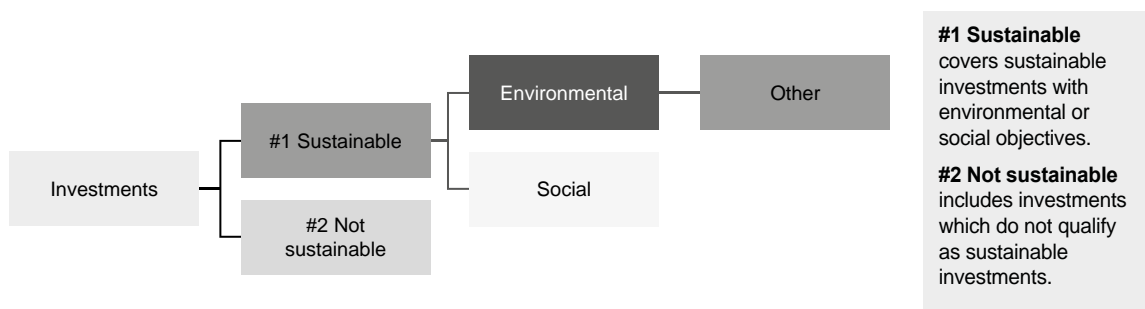 Investments
#1 Sustainable
#2 Not
sustainable
Environmental
Social
Other
#1 Sustainable
covers sustainable
investments with
environmental or
social objectives.
#2 Not sustainable
includes investments
which do not qualify
as sustainable
investments.